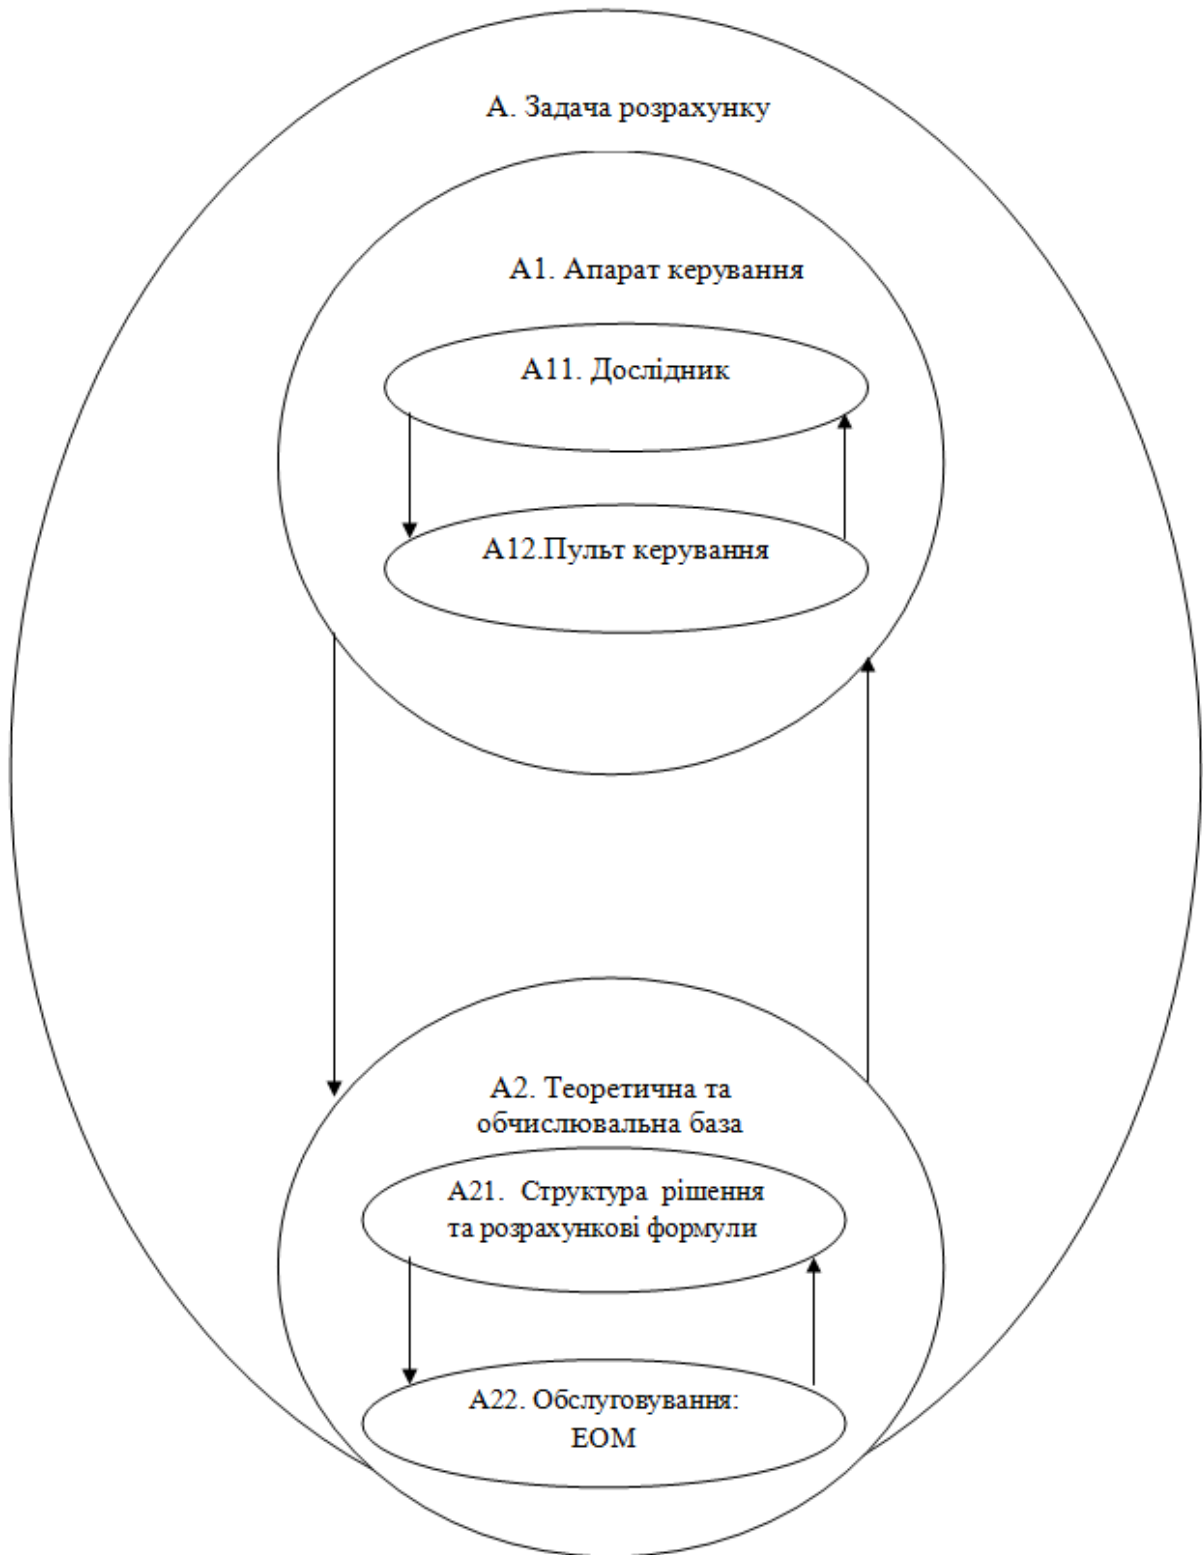 А. Задача розрахунку
А1. Апарат керування
А11. Дослідник
А12.Пульт керування
А2. Теоретична та
обчислювальна база
А21. Структура рішення
та розрахункові формули
А22. Обслуговування:
ЕОМ